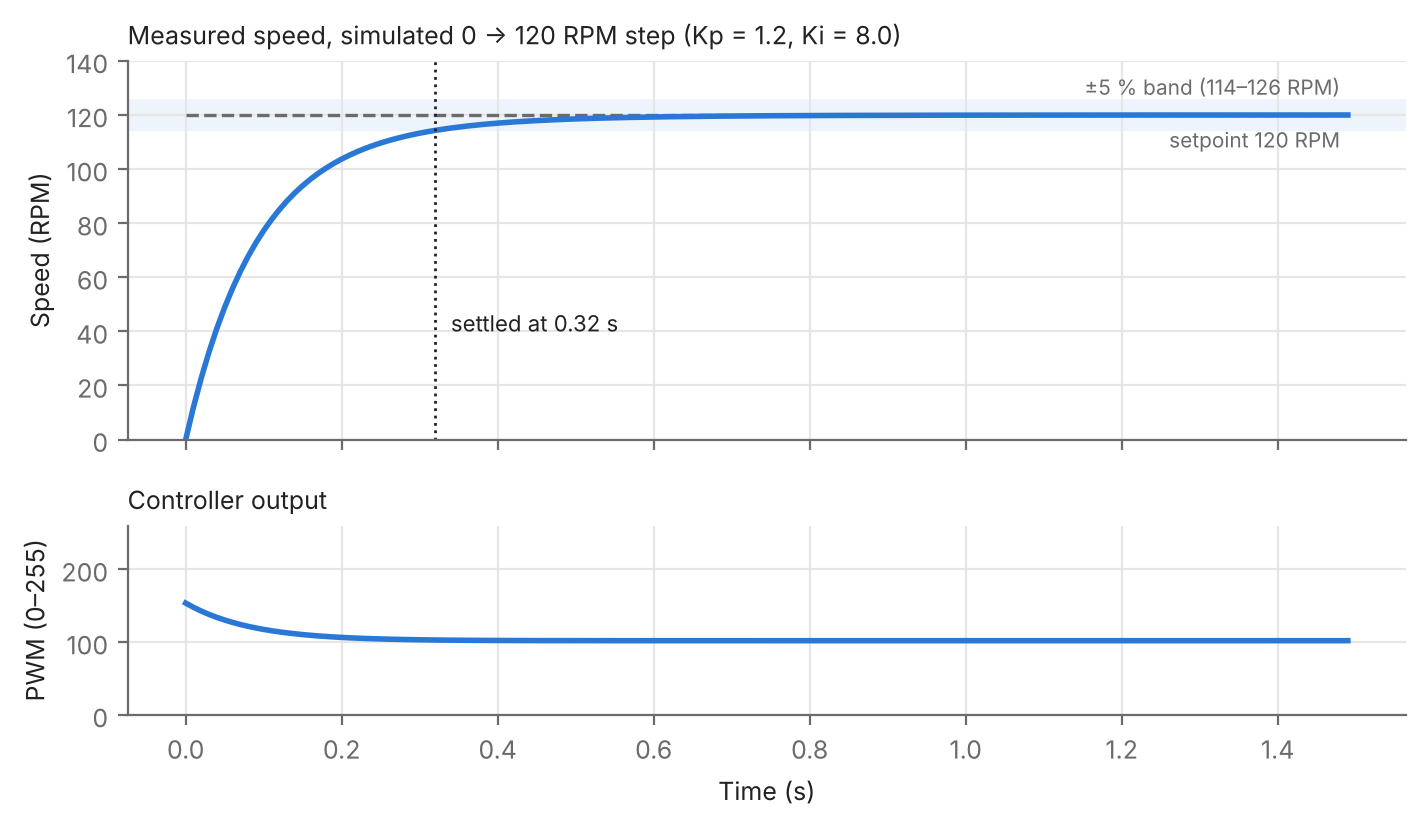 Measured speed, simulated 0 → 120 RPM step (Kp = 1.2, Ki = 8.0)
Speed (RPM)
140
120
100
80
60
40
20
0
±5 % band (114–126 RPM)
setpoint 120 RPM
settled at 0.32 s
Controller output
PWM (0–255)
200
100
0
0.0 0.2 0.4 0.6 0.8 1.0 1.2 1.4
Time (s)